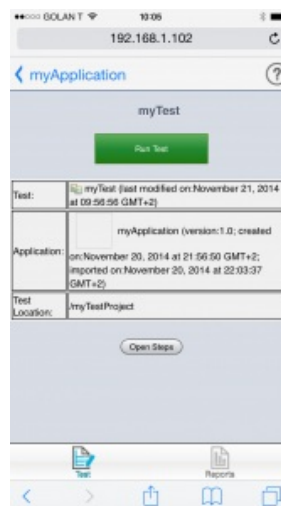 GOLAN T 10:05
192.168.1.102
myApplication ?
myTest
Run Test
Test: myTest (last modified on:November 21, 2014
at 09:56:56 GMT+2)
myApplication (version:1.0; created
Application: on:November 20, 2014 at 21:56:50 GMT+2;
imported on:November 20, 2014 at 22:03:37
GMT+2)
Test
Location: /myTestProject
Open Steps
Test Reports